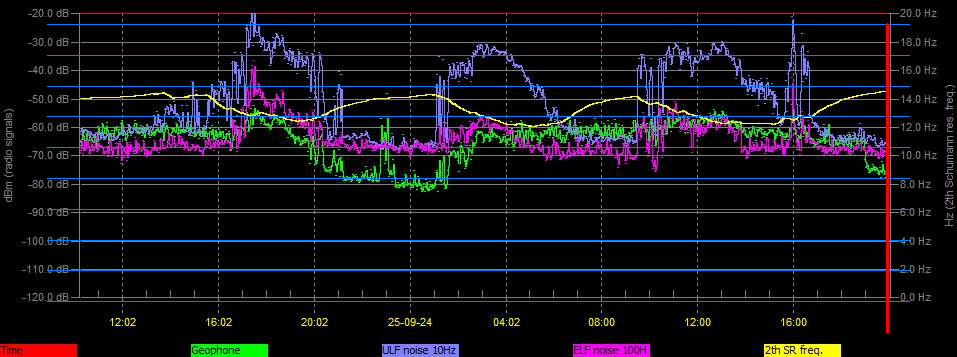 -20.0 dB
-30.0 dB
-40.0 dB
-50.0 dB
-60.0 dB
-70.0 dB
-80.0 dB
-90.0 dB
-100.0 dB
-110.0 dB
-120.0 dB
dBm (radio signals)
20.0 Hz
18.0 Hz
16.0 Hz
14.0 Hz
12.0 Hz
10.0 Hz
8.0 Hz
6.0 Hz
4.0 Hz
2.0 Hz
0.0 Hz
Hz (2th Schumann res. freq.)
12:02 16:02 20:02 25-09-24 04:02 08:00 12:00 16:00
Time Geophone ULF noise 10Hz ELF noise 100H 2th SR freq.